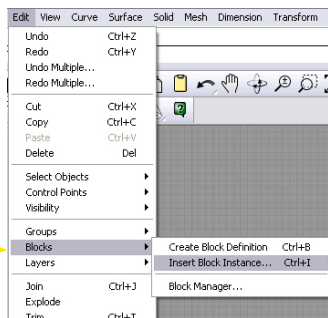 Edit View Curve Surface Solid Mesh Dimension Transform
Undo Ctrl+Z
Redo Ctrl+Y
Undo Multiple...
Redo Multiple...
Cut Ctrl+X
Copy Ctrl+C
Paste Ctrl+V
Delete Del
Select Objects
Control Points
Visibility
Groups
Blocks Create Block Definition Ctrl+B
Layers Insert Block Instance... Ctrl+I
Join Ctrl+J Block Manager...
Explode
Trim Ctrl+T